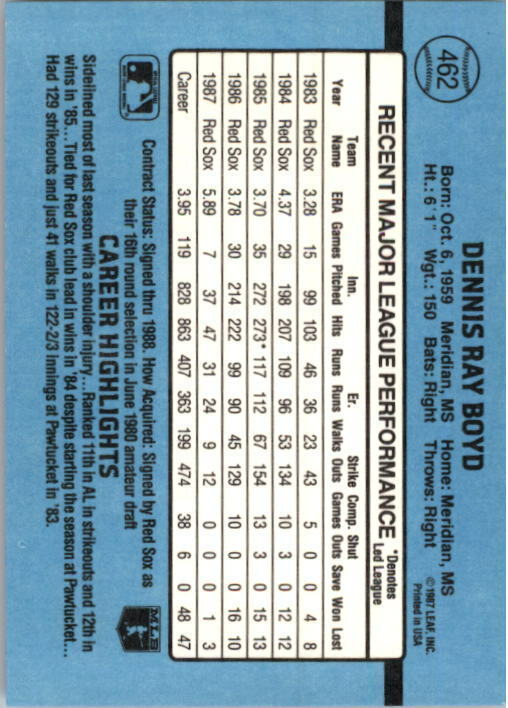 462
DENNIS RAY BOYD
Born: Oct. 6, 1959 Meridian, MS Home: Meridian, MS
Ht.: 6' 1" Wgt.: 150 Bats: Right Throws: Right
©1987 LEAF, INC.
Printed in USA
RECENT MAJOR LEAGUE PERFORMANCE *Denotes Led League
Year Team Name ERA Games Inn. Pitched Hits Runs Er. Runs Walks Strike Outs Comp. Games Shut Outs Save Won Lost
1983 Red Sox 3.28 15 99 103 46 36 23 43 5 0 0 4 8
1984 Red Sox 4.37 29 198 207 109 96 53 134 10 3 0 12 12
1985 Red Sox 3.70 35 272 273* 117 112 67 154 13 3 0 15 13
1986 Red Sox 3.78 30 214 222 99 90 45 129 10 0 0 16 10
1987 Red Sox 5.89 7 37 47 31 24 9 12 0 0 0 1 3
Career 3.95 119 828 863 407 363 199 474 38 6 0 48 47
Contract Status: Signed thru 1988. How Acquired: Signed by Red Sox as
their 16th round selection in June 1980 amateur draft
MLB
CAREER HIGHLIGHTS
Sidelined most of last season with a shoulder injury...Ranked 11th in AL in strikeouts and 12th in
wins in '85...Tied for Red Sox club lead in wins in '84 despite starting the season at Pawtucket...
Had 129 strikeouts and just 41 walks in 122-2/3 innings at Pawtucket in '83.